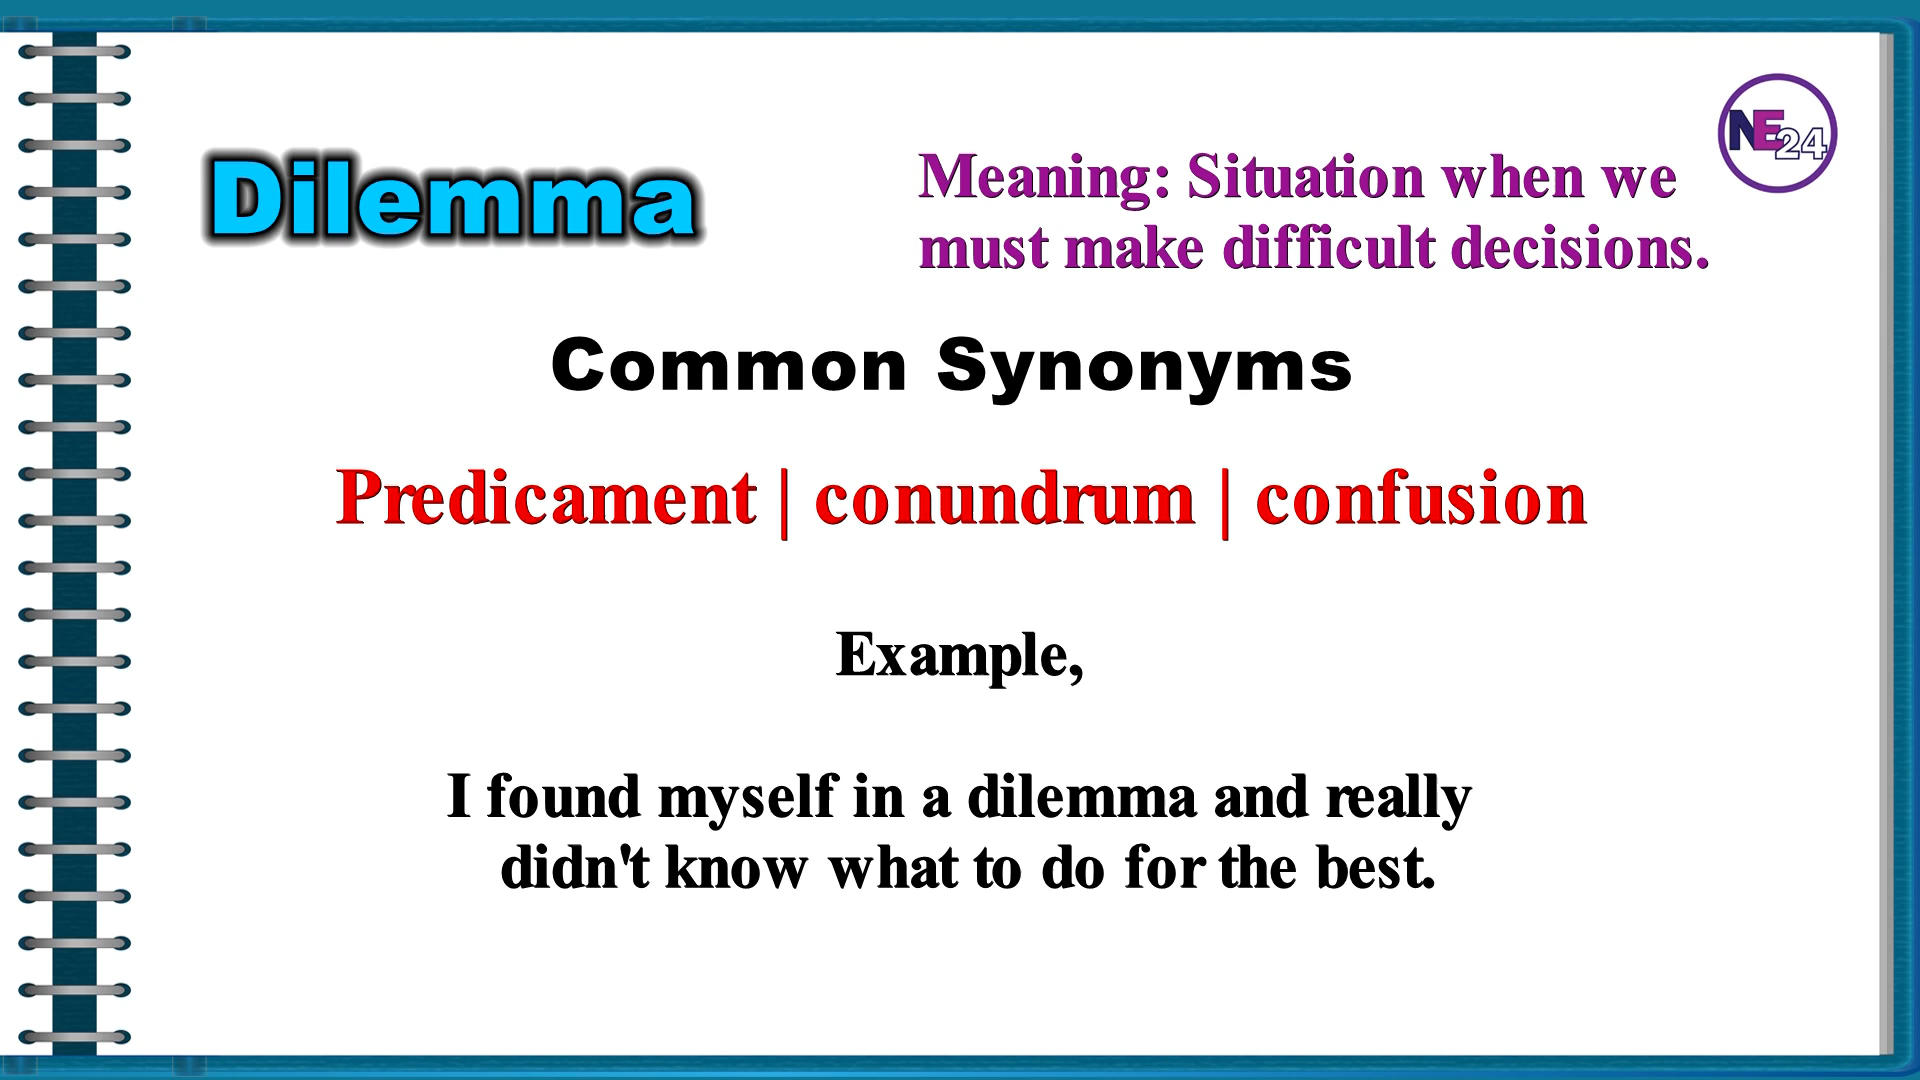 Dilemma
Meaning: Situation when we
must make difficult decisions.
NE24
Common Synonyms
Predicament | conundrum | confusion
Example,
I found myself in a dilemma and really
didn't know what to do for the best.